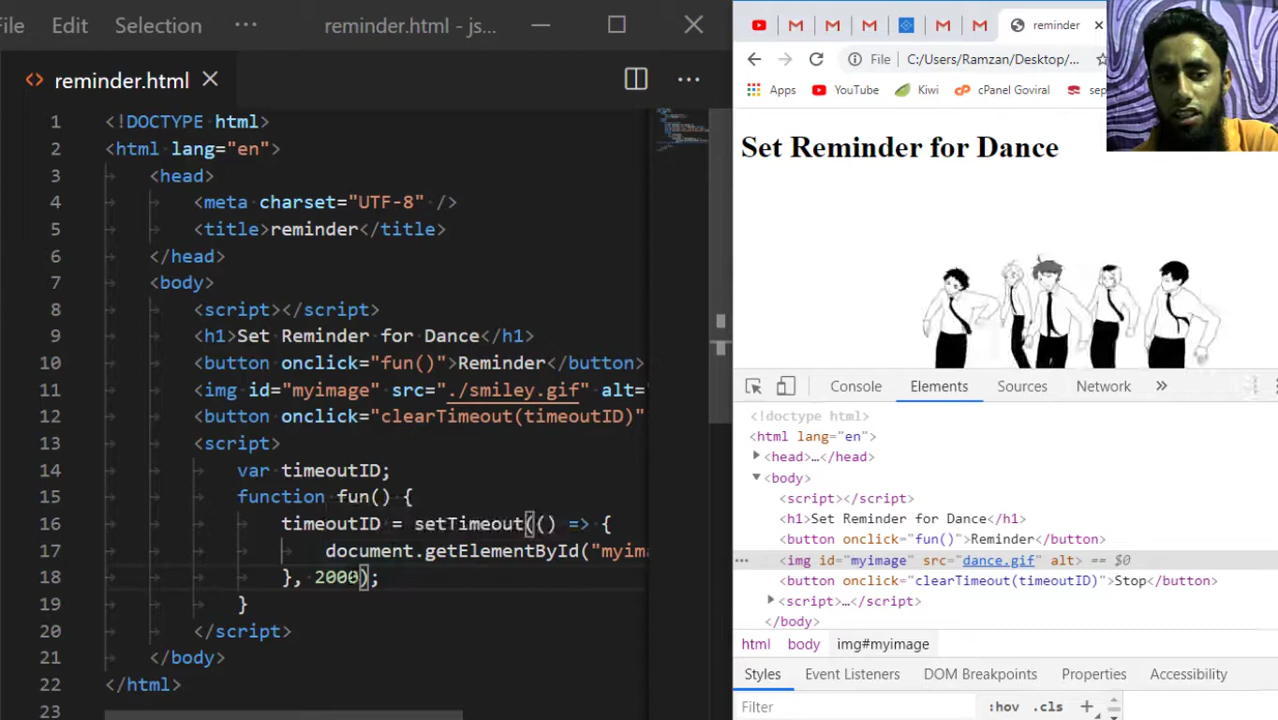 File Edit Selection ··· reminder.html - js...
reminder.html
1 <!DOCTYPE html>
2 <html lang="en">
3 <head>
4 <meta charset="UTF-8" />
5 <title>reminder</title>
6 </head>
7 <body>
8 <script></script>
9 <h1>Set Reminder for Dance</h1>
10 <button onclick="fun()">Reminder</button>
11 <img id="myimage" src="./smiley.gif" alt=
12 <button onclick="clearTimeout(timeoutID)"
13 <script>
14 var timeoutID;
15 function fun() {
16 timeoutID = setTimeout(() => {
17 document.getElementById("myima
18 }, 2000);
19 }
20 </script>
21 </body>
22 </html>
23
reminder
File C:/Users/Ramzan/Desktop/...
Apps YouTube Kiwi cPanel Goviral sep
Set Reminder for Dance
Console Elements Sources Network »
<!doctype html>
<html lang="en">
<head>…</head>
<body>
<script></script>
<h1>Set Reminder for Dance</h1>
<button onclick="fun()">Reminder</button>
··· <img id="myimage" src="dance.gif" alt> == $0
<button onclick="clearTimeout(timeoutID)">Stop</button>
<script>…</script>
</body>
html body img#myimage
Styles Event Listeners DOM Breakpoints Properties Accessibility
Filter :hov .cls +